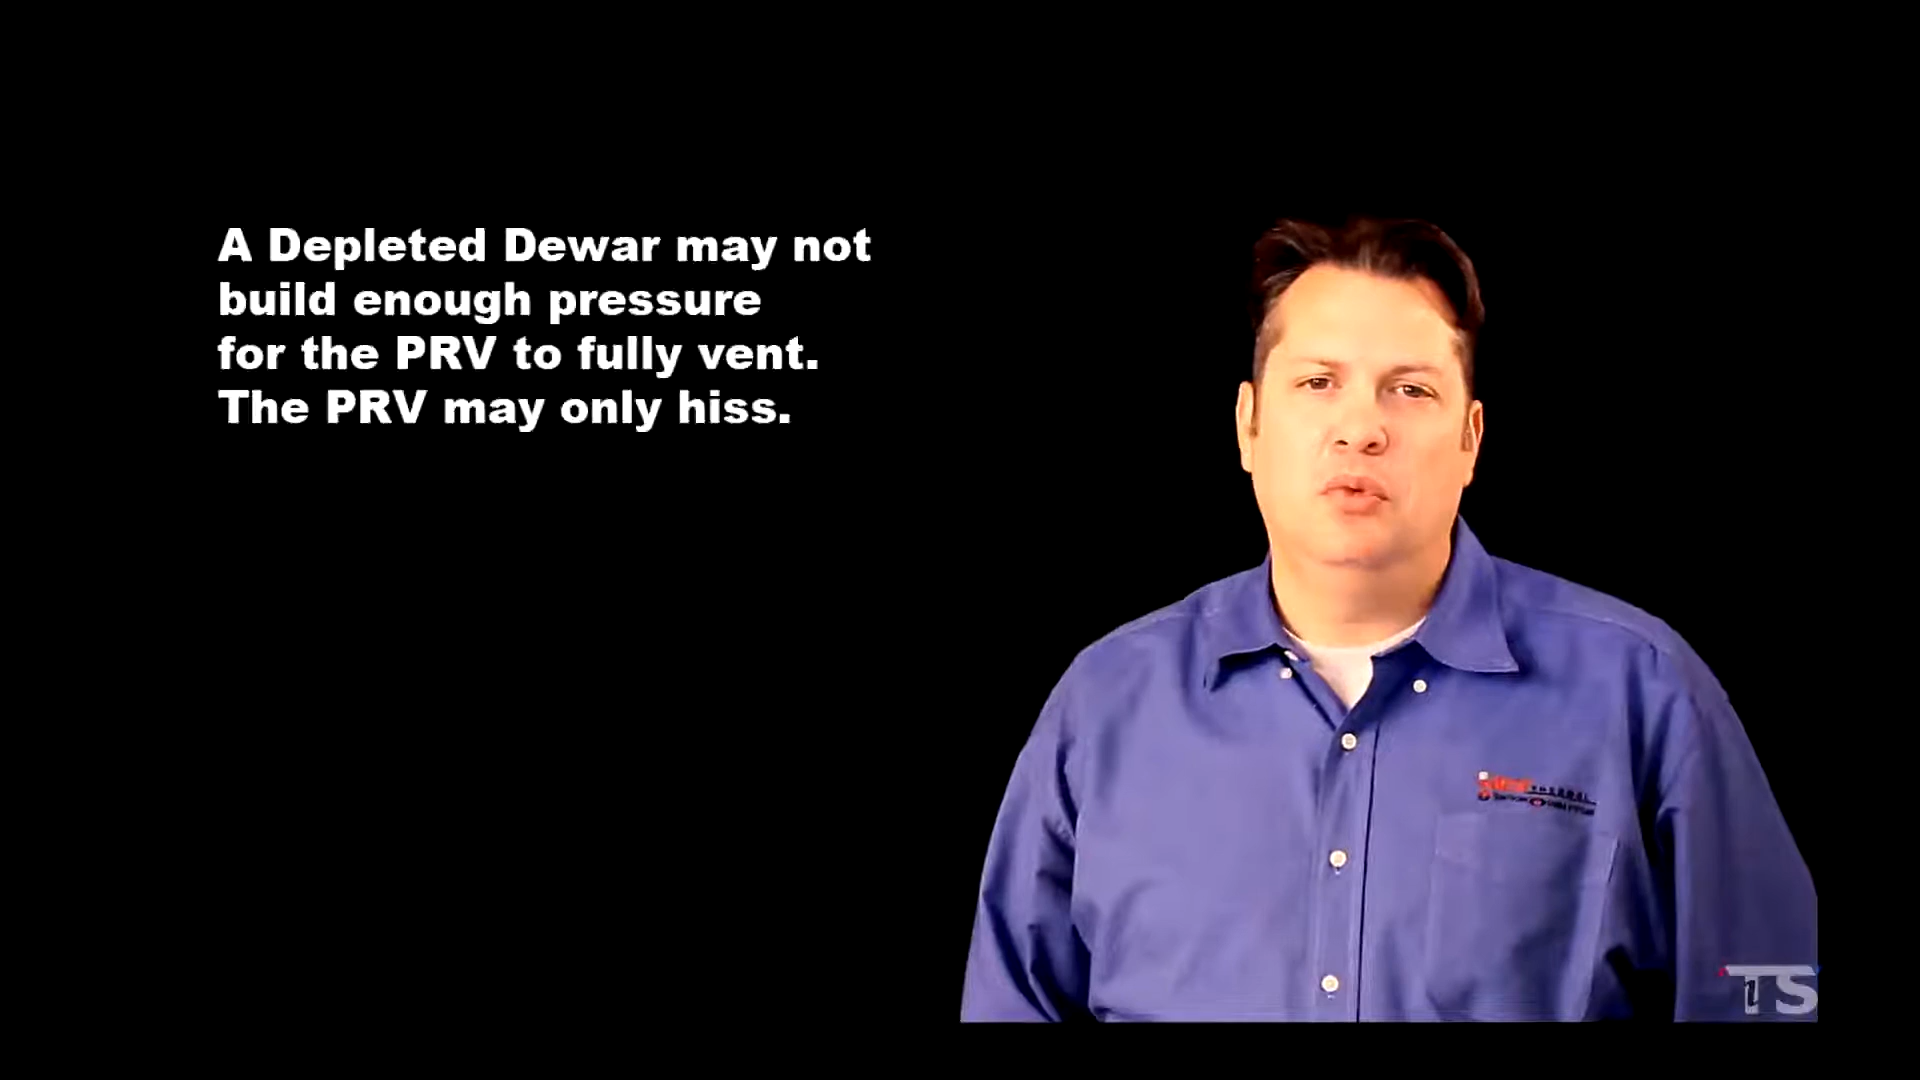 A Depleted Dewar may not
build enough pressure
for the PRV to fully vent.
The PRV may only hiss.
TS